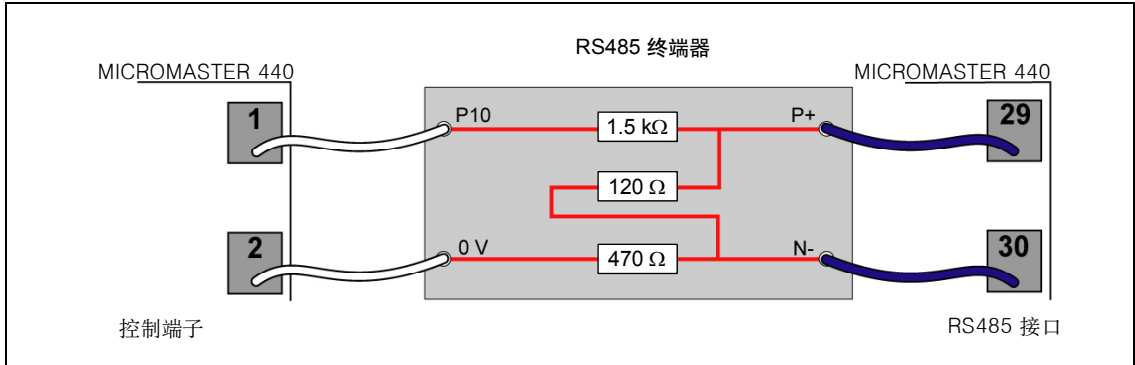 RS485 终端器
MICROMASTER 440
MICROMASTER 440
1
P10
1.5 kΩ
P+
29
120 Ω
2
0 V
470 Ω
N-
30
控制端子
RS485 接口